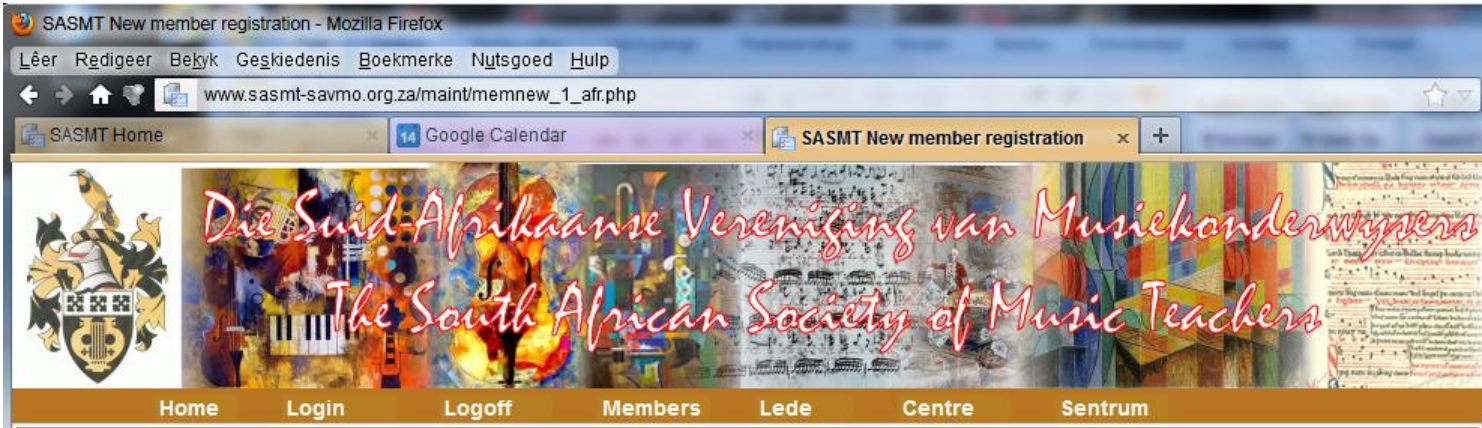 SASMT New member registration - Mozilla Firefox
Lêer Redigeer Bekyk Geskiedenis Boekmerke Nutsgoed Hulp
www.sasmt-savmo.org.za/maint/memnew_1_afr.php
SASMT Home × 14 Google Calendar × SASMT New member registration × +
Die Suid-Afrikaanse Vereniging van Musiekonderwysers
The South African Society of Music Teachers
Home Login Logoff Members Lede Centre Sentrum